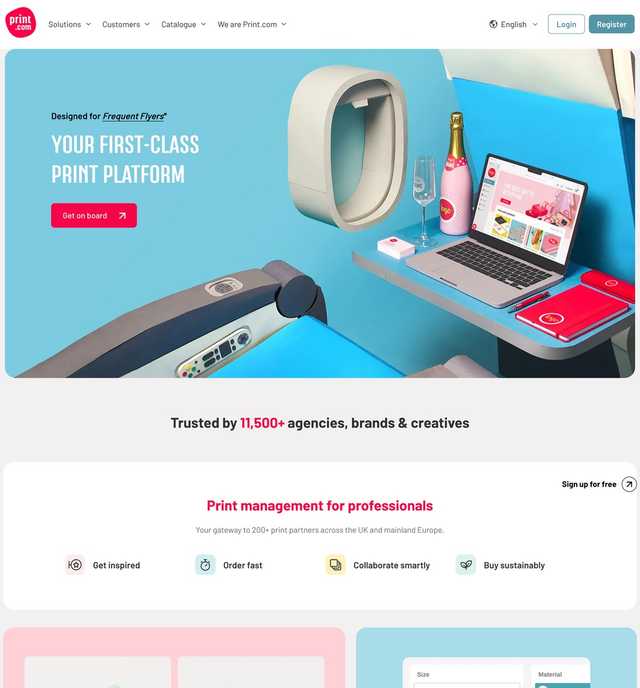 print
.com
Solutions
Customers
Catalogue
We are Print.com
English
Login
Register
Designed for Frequent Flyers*
YOUR FIRST-CLASS
PRINT PLATFORM
Get on board
Trusted by 11,500+ agencies, brands & creatives
Sign up for free
Print management for professionals
Your gateway to 200+ print partners across the UK and mainland Europe.
Get inspired
Order fast
Collaborate smartly
Buy sustainably
Size
Material